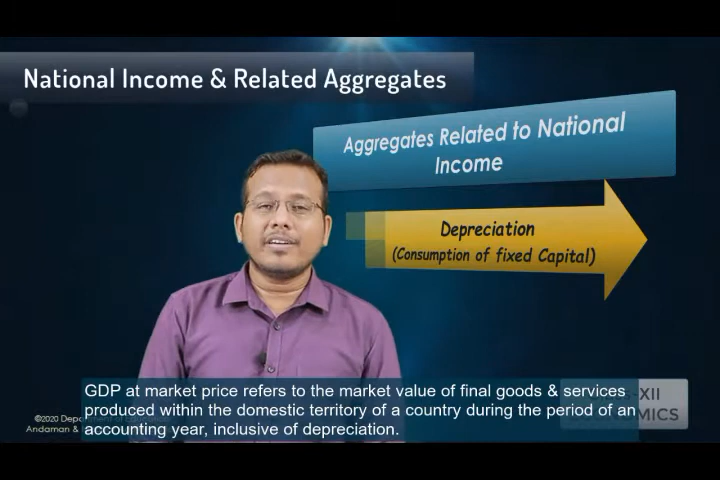 National Income & Related Aggregates
Aggregates Related to National
Income
Depreciation
(Consumption of fixed Capital)
GDP at market price refers to the market value of final goods & services
produced within the domestic territory of a country during the period of an
accounting year, inclusive of depreciation.
-XII
©2020
Andaman &